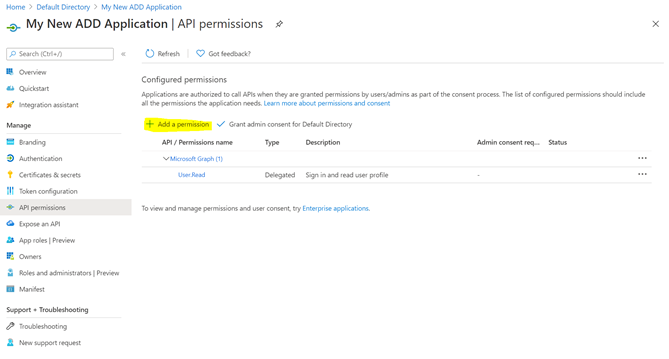 Home > Default Directory > My New ADD Application
My New ADD Application | API permissions
Search (Ctrl+/)
«
Refresh
Got feedback?
Overview
Quickstart
Integration assistant
Manage
Branding
Authentication
Certificates & secrets
Token configuration
API permissions
Expose an API
App roles | Preview
Owners
Roles and administrators | Preview
Manifest
Support + Troubleshooting
Troubleshooting
New support request
Configured permissions
Applications are authorized to call APIs when they are granted permissions by users/admins as part of the consent process. The list of configured permissions should include
all the permissions the application needs. Learn more about permissions and consent
+ Add a permission
Grant admin consent for Default Directory
API / Permissions name Type Description Admin consent req... Status
Microsoft Graph (1) ...
User.Read Delegated Sign in and read user profile - ...
To view and manage permissions and user consent, try Enterprise applications.